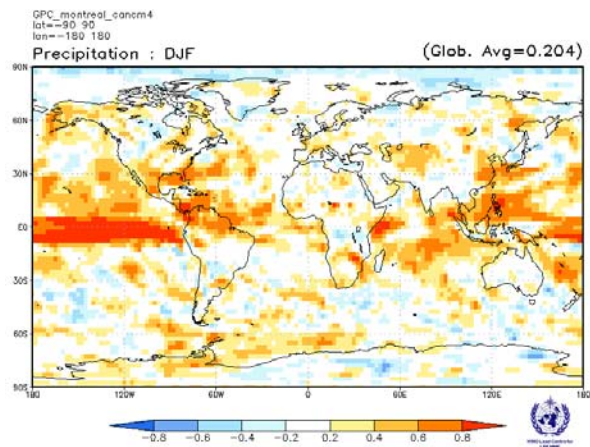 GPC_montreal_cancm4
lat=-90 90
lon=-180 180
Precipitation : DJF
(Glob. Avg=0.204)
90N
60N
30N
EQ
30S
60S
90S
180 120W 60W 0 60E 120E 180
-0.8 -0.6 -0.4 -0.2 0.2 0.4 0.6 0.8